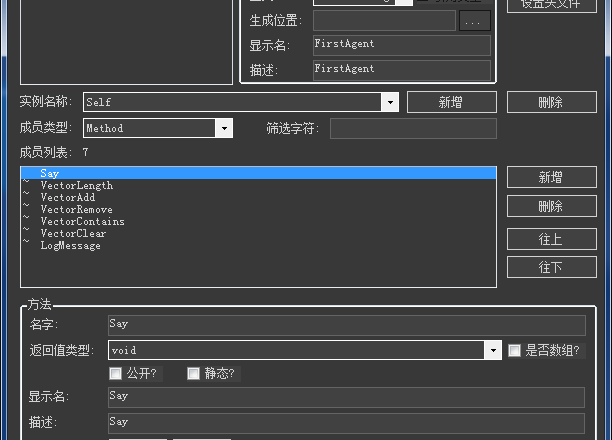 设置头文件
生成位置: ...
显示名: FirstAgent
描述: FirstAgent
实例名称: Self 新增 删除
成员类型: Method 筛选字符:
成员列表: 7
Say 新增
~ VectorLength
~ VectorAdd 删除
~ VectorRemove
~ VectorContains
~ VectorClear 往上
~ LogMessage
往下
方法
名字: Say
返回值类型: void 是否数组?
公开? 静态?
显示名: Say
描述: Say